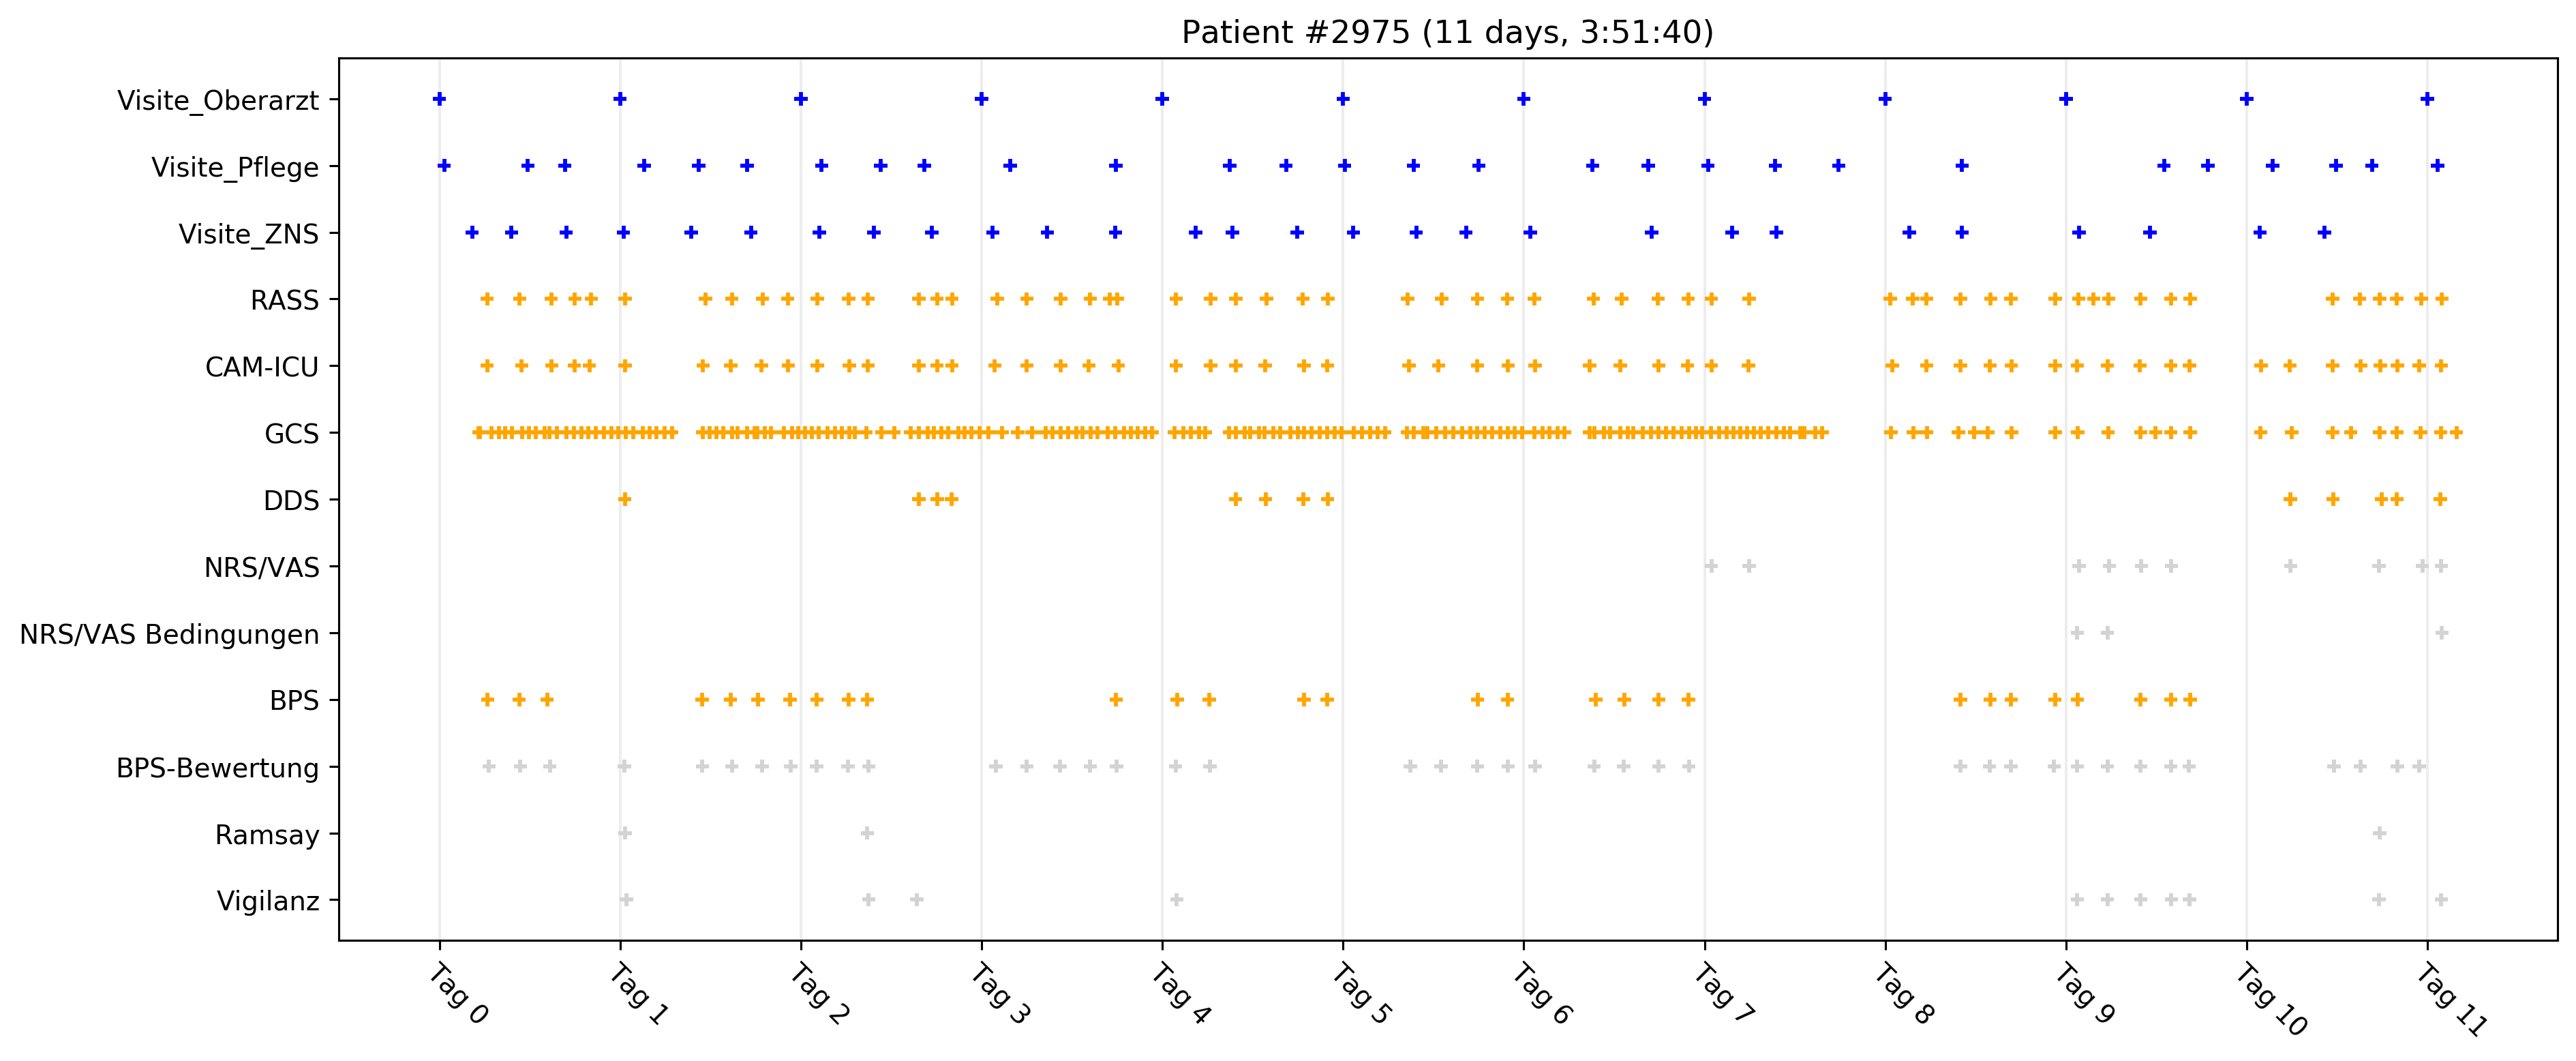 Patient #2975 (11 days, 3:51:40)
Visite_Oberarzt
Visite_Pflege
Visite_ZNS
RASS
CAM-ICU
GCS
DDS
NRS/VAS
NRS/VAS Bedingungen
BPS
BPS-Bewertung
Ramsay
Vigilanz
Tag 0
Tag 1
Tag 2
Tag 3
Tag 4
Tag 5
Tag 6
Tag 7
Tag 8
Tag 9
Tag 10
Tag 11